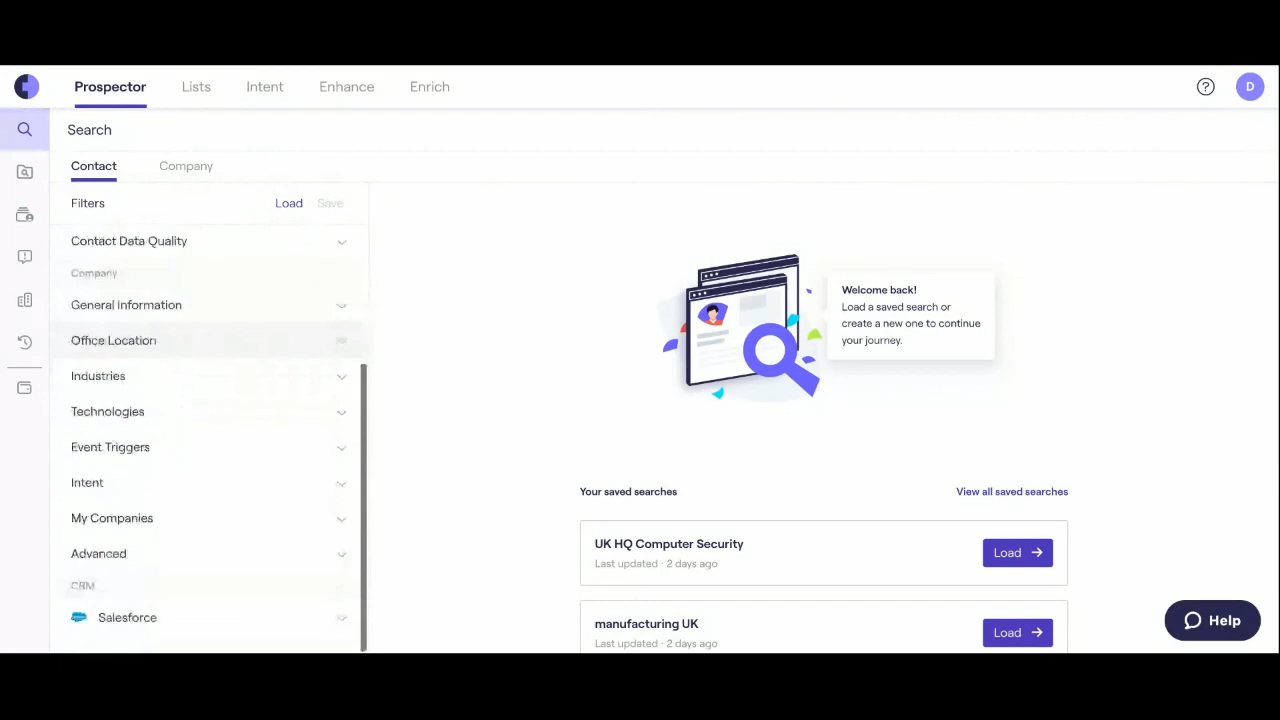 Prospector
Lists
Intent
Enhance
Enrich
D
Search
Contact
Company
Filters
Load
Save
Contact Data Quality
Company
General information
Office Location
Industries
Technologies
Event Triggers
Intent
My Companies
Advanced
CRM
Salesforce
Welcome back!
Load a saved search or
create a new one to continue
your journey.
Your saved searches
View all saved searches
UK HQ Computer Security
Last updated · 2 days ago
Load
manufacturing UK
Last updated · 2 days ago
Load
Help